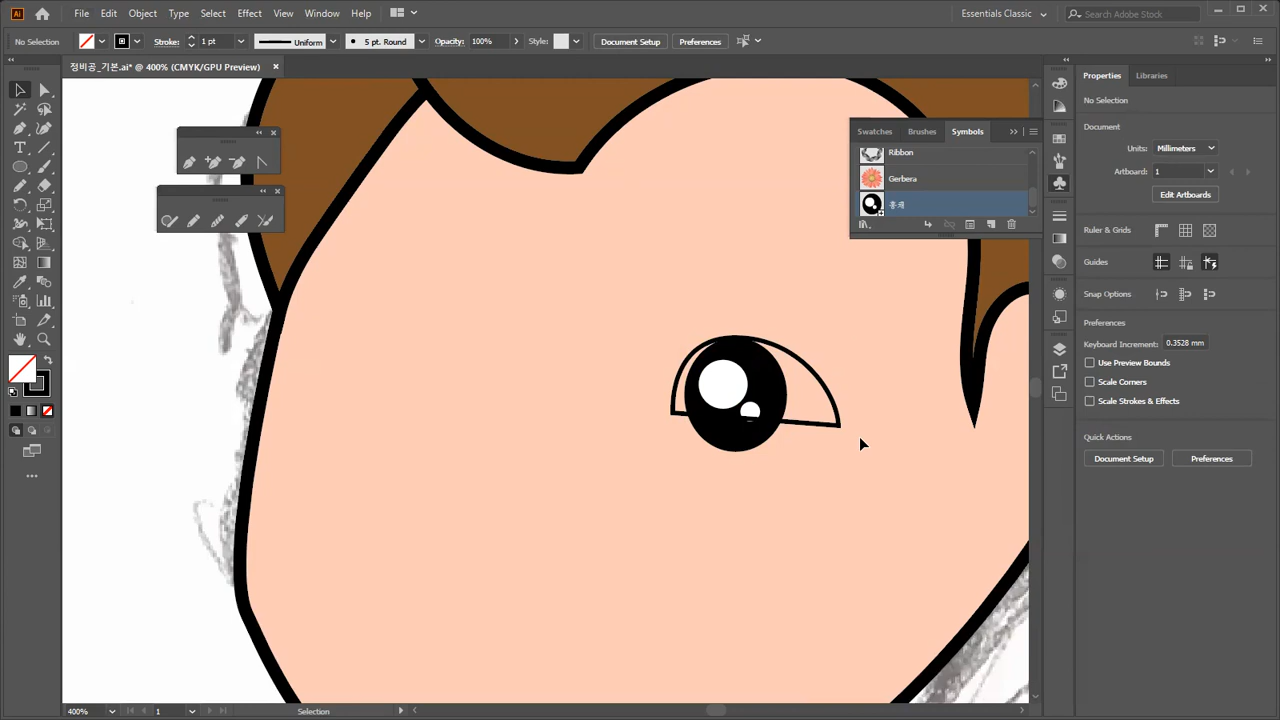 Ai File Edit Object Type Select Effect View Window Help Essentials Classic Search Adobe Stock
No Selection Stroke: 1 pt Uniform 5 pt. Round Opacity: 100% Style: Document Setup Preferences
정비공_기본.ai* @ 400% (CMYK/GPU Preview) ×
Swatches Brushes Symbols
Ribbon
Gerbera
홍채
Properties Libraries
No Selection
Document
Units: Millimeters
Artboard: 1
Edit Artboards
Ruler & Grids
Guides
Snap Options
Preferences
Keyboard Increment: 0.3528 mm
Use Preview Bounds
Scale Corners
Scale Strokes & Effects
Quick Actions
Document Setup Preferences
400% 1 Selection